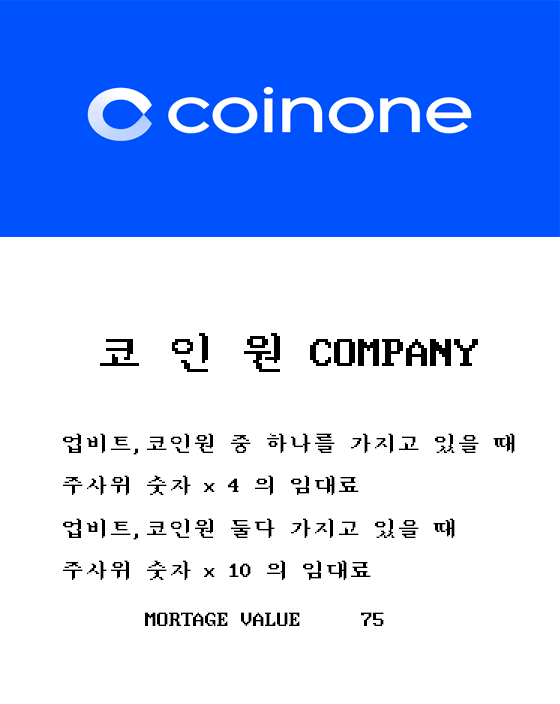 coinone
코 인 원 COMPANY
업비트,코인원 중 하나를 가지고 있을 때
주사위 숫자 x 4 의 임대료
업비트,코인원 둘다 가지고 있을 때
주사위 숫자 x 10 의 임대료
MORTAGE VALUE 75